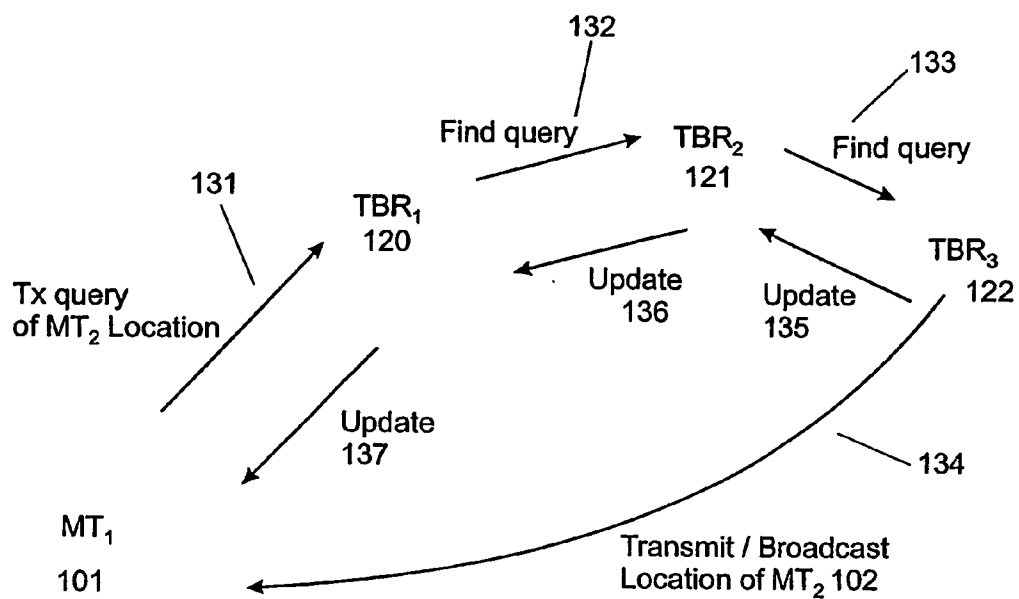 132
133
Find query
TBR₂
121
Find query
131
TBR₁
120
TBR₃
122
Tx query
of MT₂ Location
Update
136
Update
135
Update
137
134
MT₁
101
Transmit / Broadcast
Location of MT₂ 102